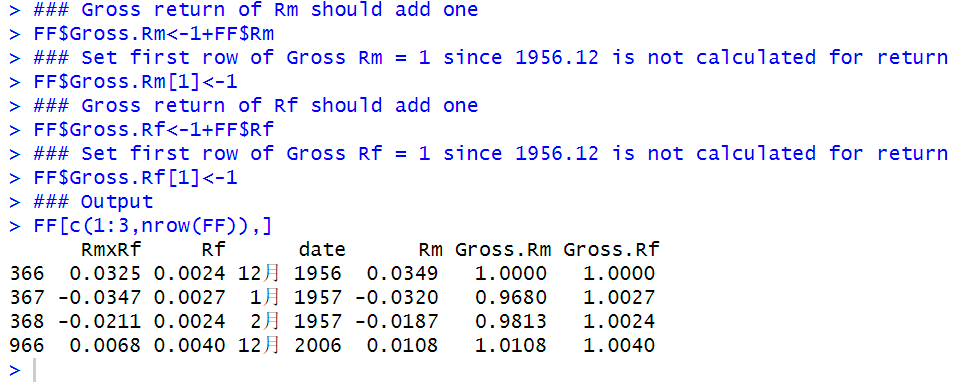 > ### Gross return of Rm should add one
> FF$Gross.Rm<-1+FF$Rm
> ### Set first row of Gross Rm = 1 since 1956.12 is not calculated for return
> FF$Gross.Rm[1]<-1
> ### Gross return of Rf should add one
> FF$Gross.Rf<-1+FF$Rf
> ### Set first row of Gross Rf = 1 since 1956.12 is not calculated for return
> FF$Gross.Rf[1]<-1
> ### Output
> FF[c(1:3,nrow(FF)),]
      RmxRf     Rf      date      Rm Gross.Rm Gross.Rf
366  0.0325 0.0024 12月 1956  0.0349   1.0000   1.0000
367 -0.0347 0.0027  1月 1957 -0.0320   0.9680   1.0027
368 -0.0211 0.0024  2月 1957 -0.0187   0.9813   1.0024
966  0.0068 0.0040 12月 2006  0.0108   1.0108   1.0040
>